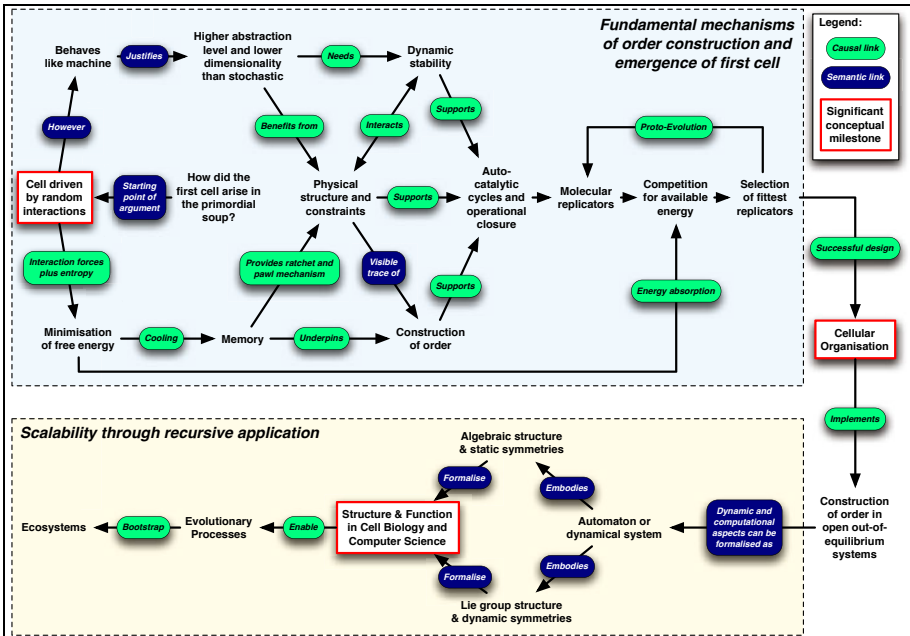 Fundamental mechanisms
of order construction and
emergence of first cell
Legend:
Causal link
Semantic link
Significant
conceptual
milestone
Behaves
like machine
Justifies
Higher abstraction
level and lower
dimensionality
than stochastic
Needs
Dynamic
stability
However
Benefits from
Interacts
Supports
Proto-Evolution
Cell driven
by random
interactions
Starting
point of
argument
How did the
first cell arise in
the primordial
soup?
Physical
structure and
constraints
Supports
Auto-
catalytic
cycles and
operational
closure
Molecular
replicators
Competition
for available
energy
Selection
of fittest
replicators
Interaction forces
plus entropy
Provides ratchet and
pawl mechanism
Visible
trace of
Supports
Energy absorption
Successful design
Minimisation
of free energy
Cooling
Memory
Underpins
Construction
of order
Cellular
Organisation
Implements
Scalability through recursive application
Algebraic structure
& static symmetries
Formalise
Embodies
Ecosystems
Bootstrap
Evolutionary
Processes
Enable
Structure & Function
in Cell Biology and
Computer Science
Automaton or
dynamical system
Dynamic and
computational
aspects can be
formalised as
Construction
of order in
open out-of-
equilibrium
systems
Formalise
Embodies
Lie group structure
& dynamic symmetries